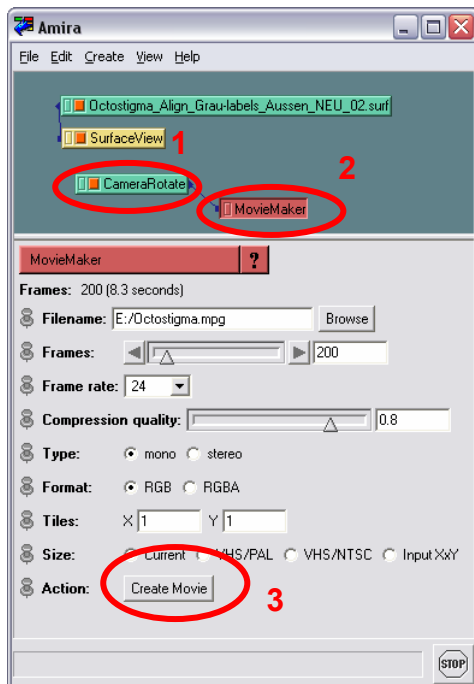 Amira
File Edit Create View Help
Octostigma_Align_Grau-labels_Aussen_NEU_02.surf
SurfaceView 1
CameraRotate 2
MovieMaker
MovieMaker ?
Frames: 200 (8.3 seconds)
Filename: E:/Octostigma.mpg Browse
Frames: 200
Frame rate: 24
Compression quality: 0.8
Type: mono stereo
Format: RGB RGBA
Tiles: X 1 Y 1
Size: Current VHS/PAL VHS/NTSC Input XxY
Action: Create Movie 3
STOP